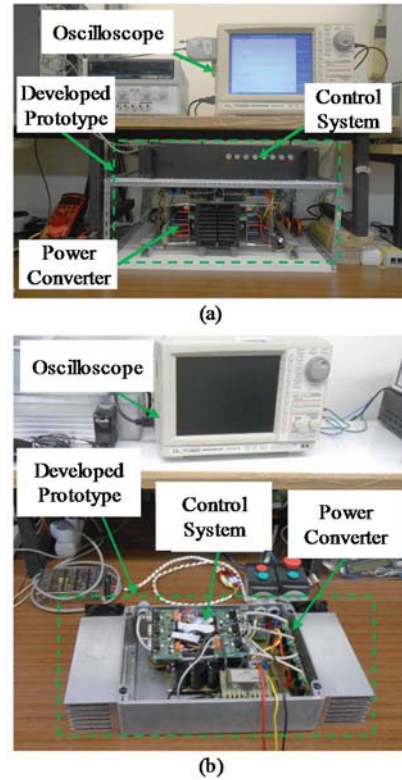 Oscilloscope
Developed
Prototype
Control
System
Power
Converter
(a)
Oscilloscope
Developed
Prototype
Control
System
Power
Converter
(b)